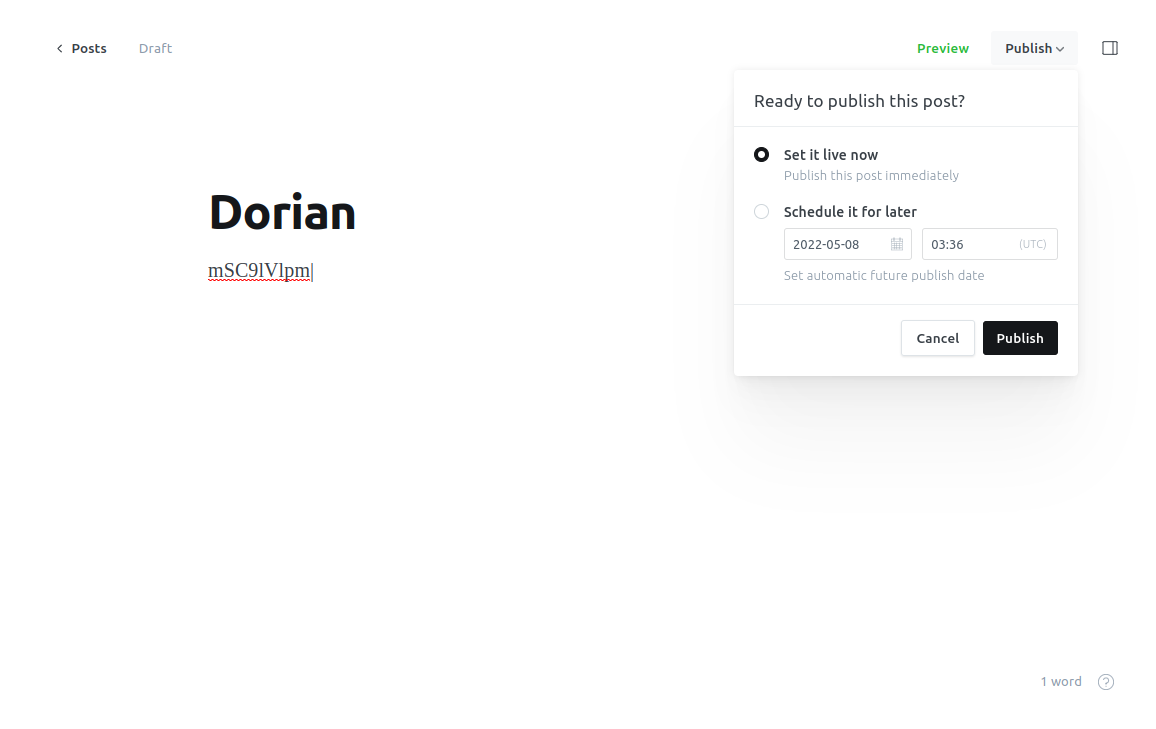 Posts Draft Preview Publish
Ready to publish this post?
Set it live now
Publish this post immediately
Schedule it for later
2022-05-08 03:36 (UTC)
Set automatic future publish date
Cancel Publish
Dorian
mSC9lVlpm
1 word